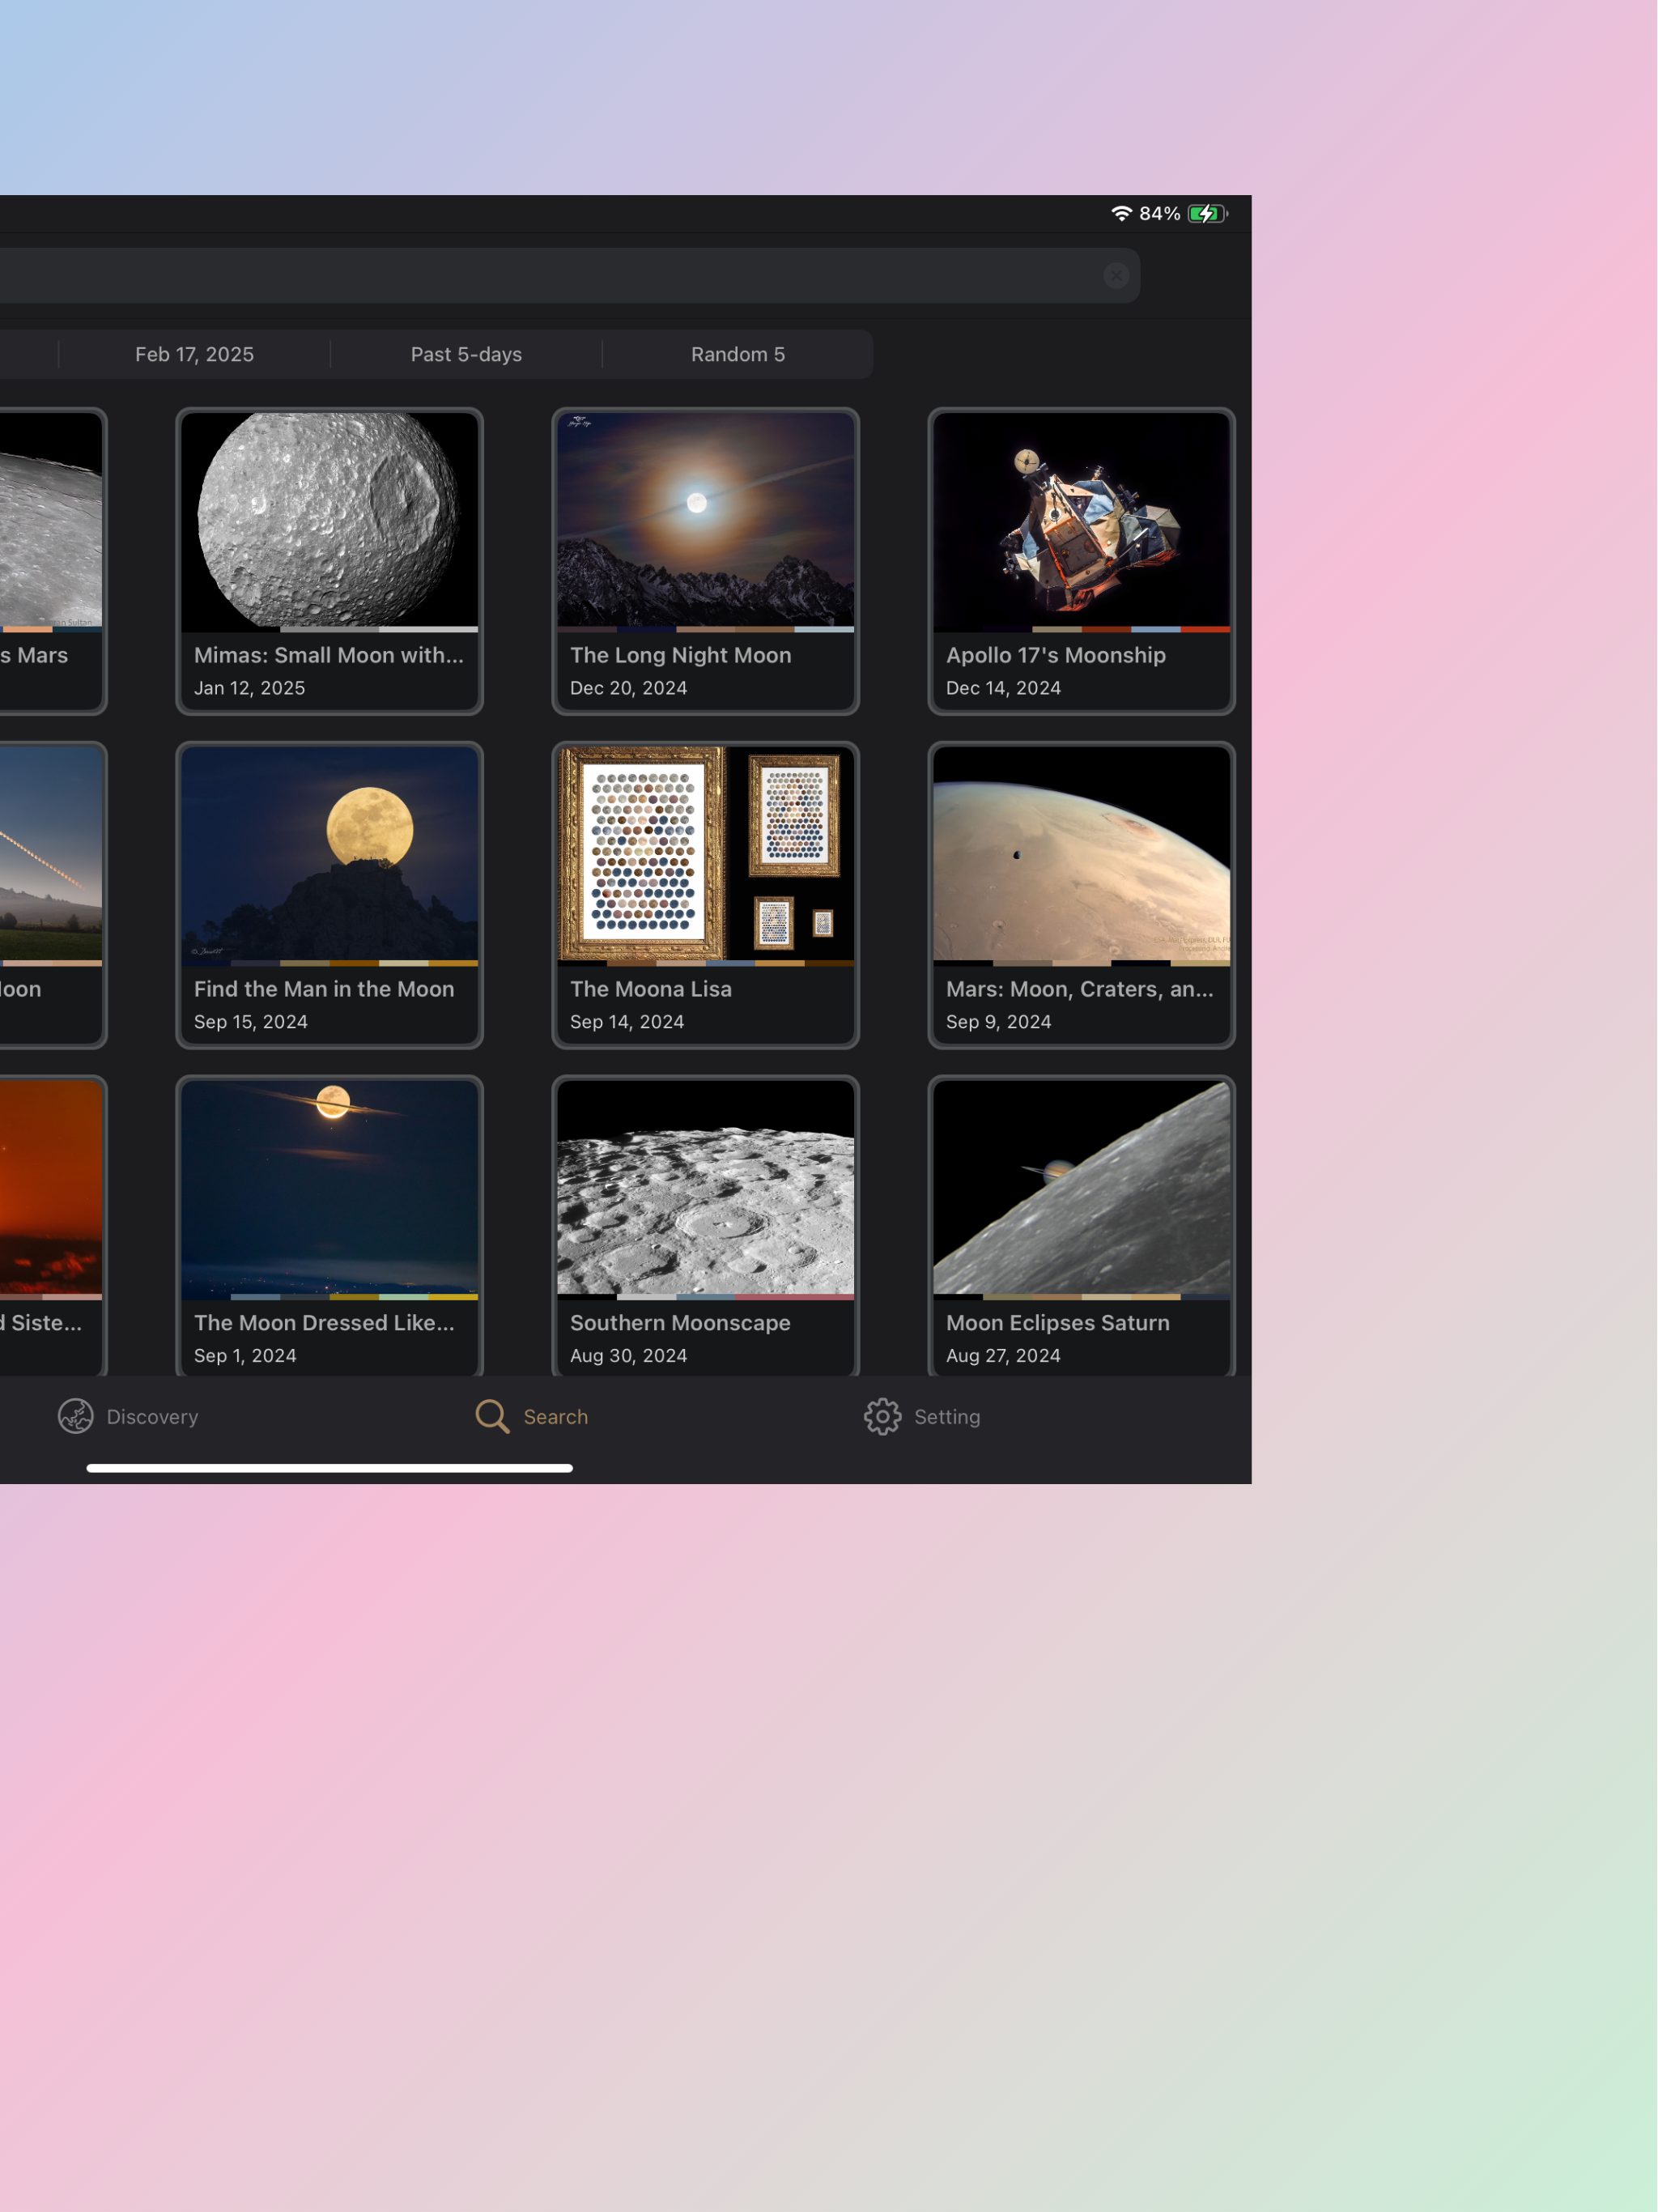 84%
Feb 17, 2025
Past 5-days
Random 5
s Mars
Mimas: Small Moon with...
Jan 12, 2025
The Long Night Moon
Dec 20, 2024
Apollo 17's Moonship
Dec 14, 2024
oon
Find the Man in the Moon
Sep 15, 2024
The Moona Lisa
Sep 14, 2024
Mars: Moon, Craters, an...
Sep 9, 2024
d Siste...
The Moon Dressed Like...
Sep 1, 2024
Southern Moonscape
Aug 30, 2024
Moon Eclipses Saturn
Aug 27, 2024
Discovery
Search
Setting